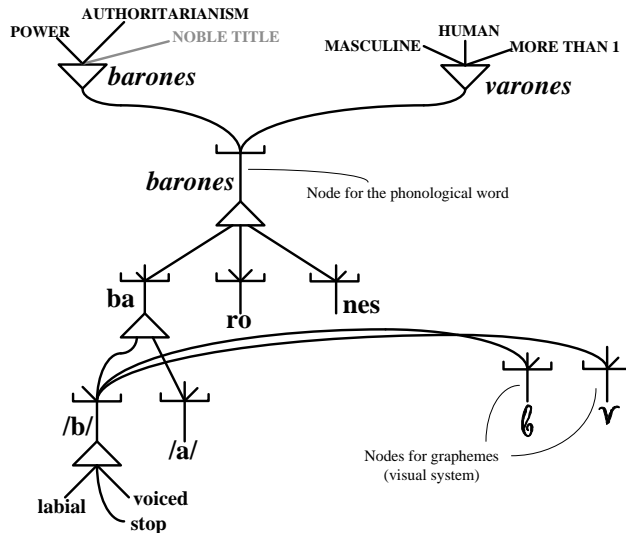 AUTHORITARIANISM
POWER
NOBLE TITLE
barones
HUMAN
MASCULINE
MORE THAN 1
varones
barones
Node for the phonological word
ba
ro
nes
/b/
/a/
b
v
Nodes for graphemes
(visual system)
labial
voiced
stop